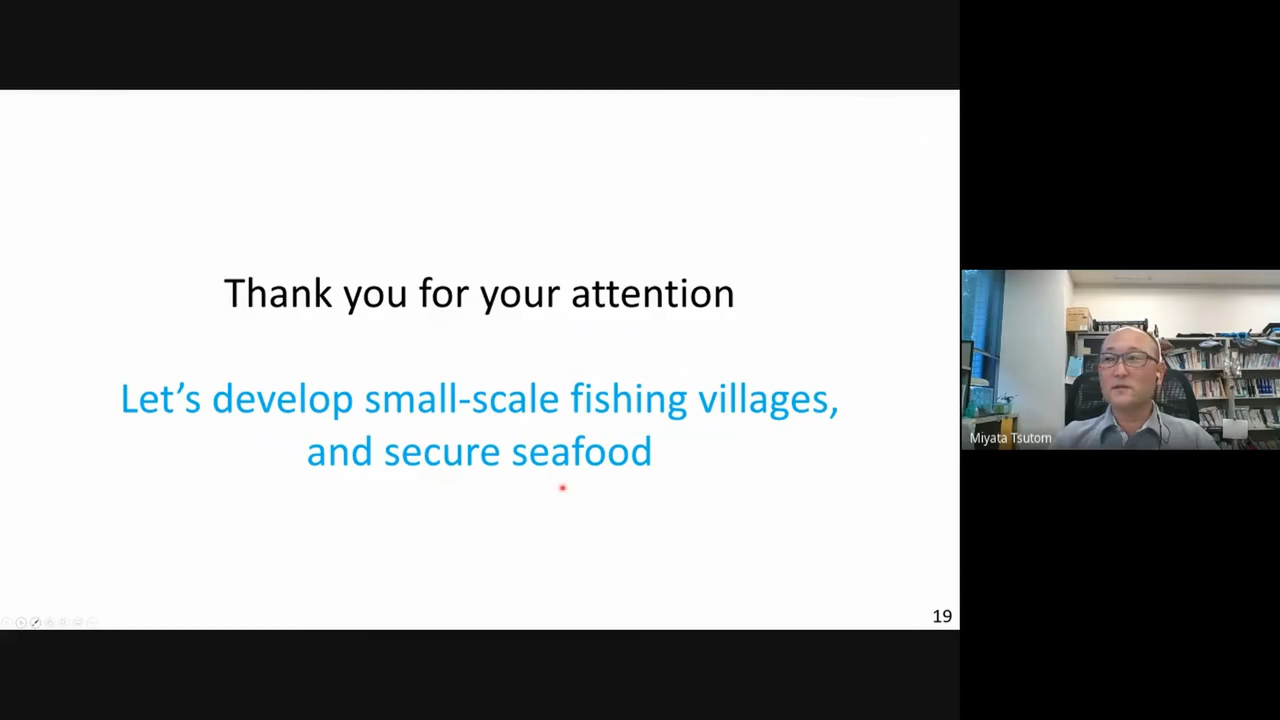 Thank you for your attention
Let's develop small-scale fishing villages,
and secure seafood
19
Miyata Tsutom